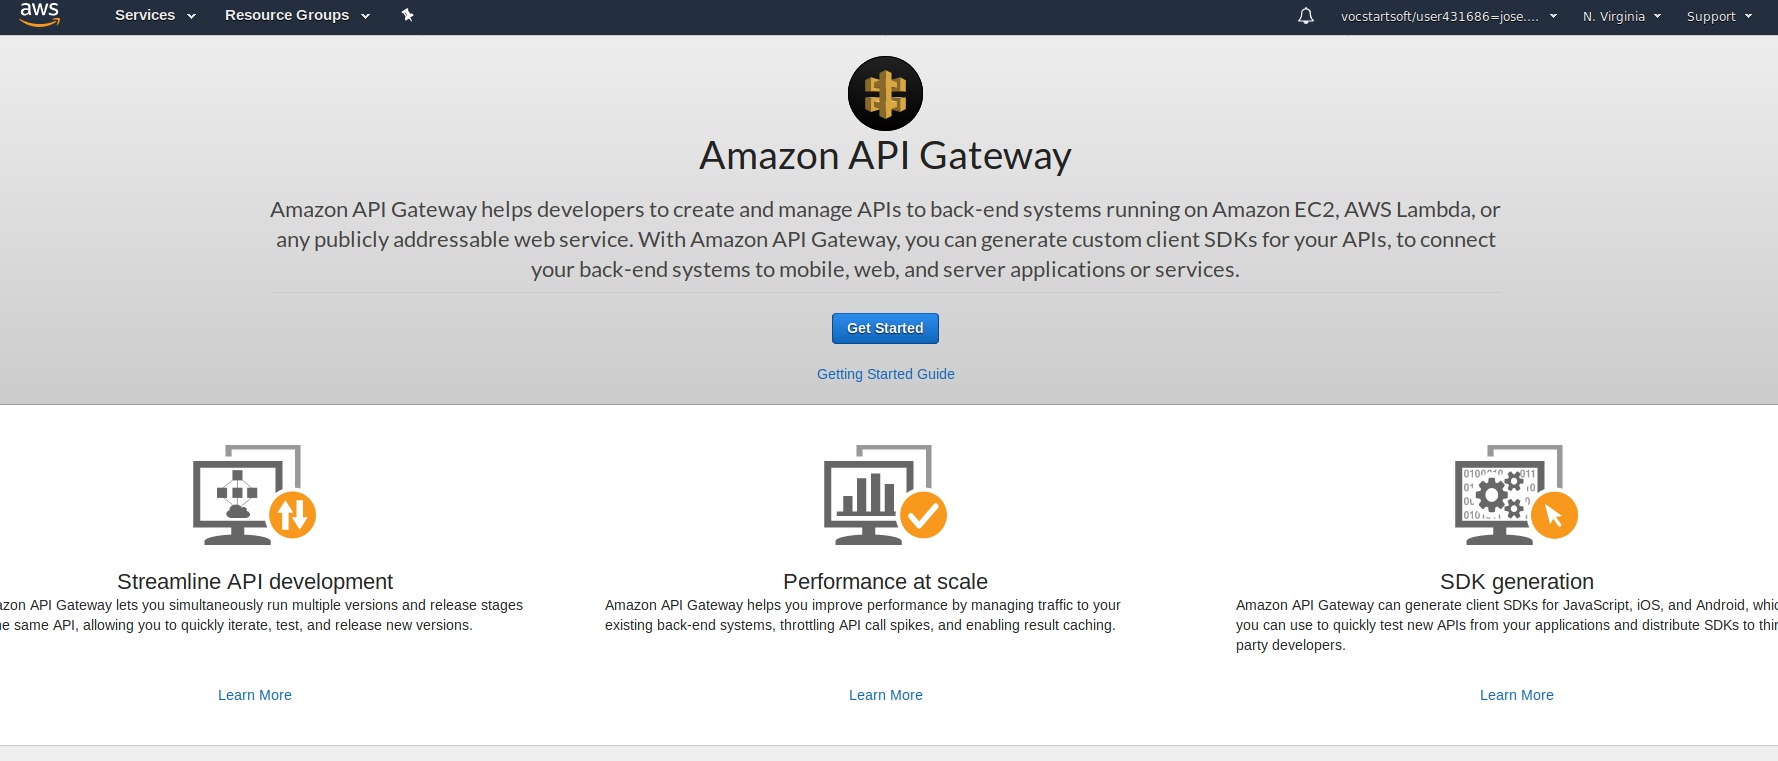 aws
Services
Resource Groups
vocstartsoft/user431686=jose....
N. Virginia
Support
Amazon API Gateway
Amazon API Gateway helps developers to create and manage APIs to back-end systems running on Amazon EC2, AWS Lambda, or
any publicly addressable web service. With Amazon API Gateway, you can generate custom client SDKs for your APIs, to connect
your back-end systems to mobile, web, and server applications or services.
Get Started
Getting Started Guide
Streamline API development
azon API Gateway lets you simultaneously run multiple versions and release stages
e same API, allowing you to quickly iterate, test, and release new versions.
Learn More
Performance at scale
Amazon API Gateway helps you improve performance by managing traffic to your
existing back-end systems, throttling API call spikes, and enabling result caching.
Learn More
SDK generation
Amazon API Gateway can generate client SDKs for JavaScript, iOS, and Android, whic
you can use to quickly test new APIs from your applications and distribute SDKs to thir
party developers.
Learn More